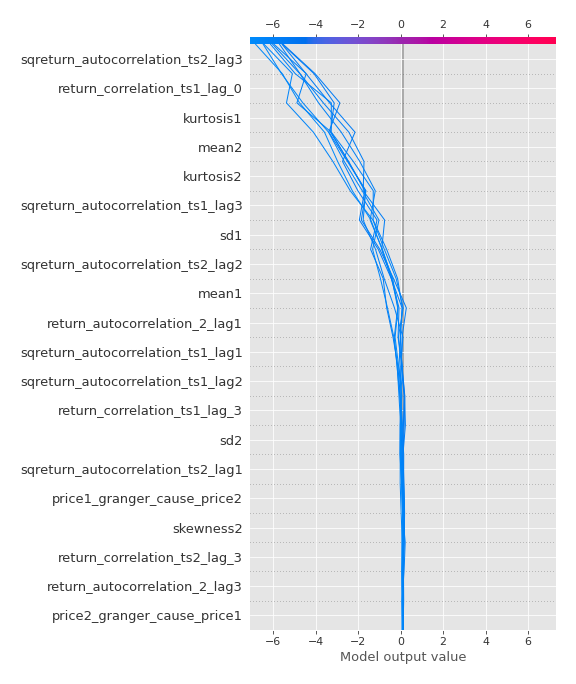 −6 −4 −2 0 2 4 6
sqreturn_autocorrelation_ts2_lag3
return_correlation_ts1_lag_0
kurtosis1
mean2
kurtosis2
sqreturn_autocorrelation_ts1_lag3
sd1
sqreturn_autocorrelation_ts2_lag2
mean1
return_autocorrelation_2_lag1
sqreturn_autocorrelation_ts1_lag1
sqreturn_autocorrelation_ts1_lag2
return_correlation_ts1_lag_3
sd2
sqreturn_autocorrelation_ts2_lag1
price1_granger_cause_price2
skewness2
return_correlation_ts2_lag_3
return_autocorrelation_2_lag3
price2_granger_cause_price1
−6 −4 −2 0 2 4 6
Model output value